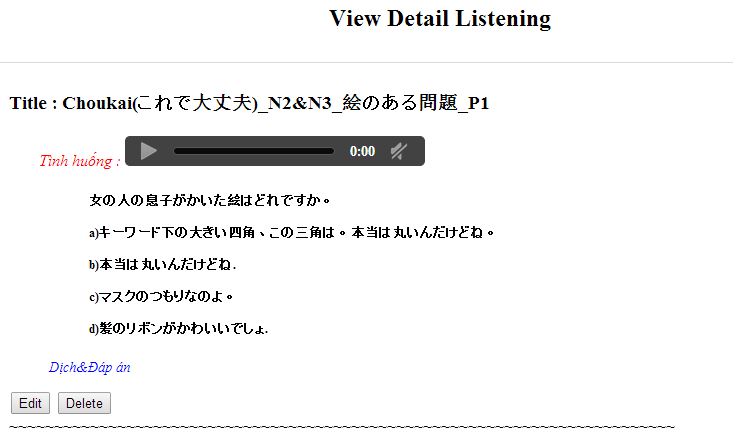 View Detail Listening
Title : Choukai(これで大丈夫)_N2&N3_絵のある問題_P1
Tình huống :
0:00
女の人の息子がかいた絵はどれですか。
a)キーワード下の大きい四角、この三角は。本当は丸いんだけどね。
b)本当は丸いんだけどね.
c)マスクのつもりなのよ。
d)髪のリボンがかわいいでしょ.
Dịch&Đáp án
Edit Delete
~~~~~~~~~~~~~~~~~~~~~~~~~~~~~~~~~~~~~~~~~~~~~~~~~~~~~~~~~~~~~~~~~~~~~~~~~~